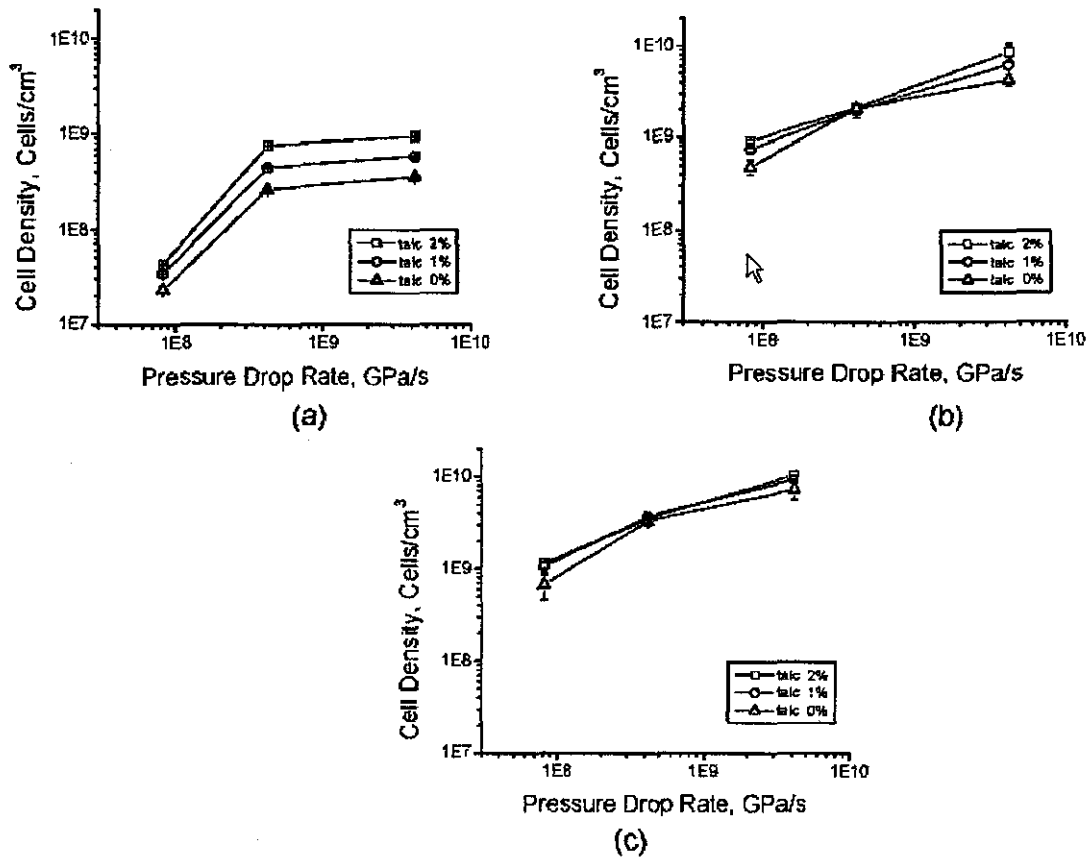 (a)
1E10
1E9
1E8
1E7
Cell Density, Cells/cm³
talc 2%
talc 1%
talc 0%
1E8
1E9
1E10
Pressure Drop Rate, GPa/s
(b)
1E10
1E9
1E8
1E7
Cell Density, Cells/cm³
talc 2%
talc 1%
talc 0%
1E8
1E9
1E10
Pressure Drop Rate, GPa/s
(a)
(b)
1E10
1E9
1E8
1E7
Cell Density, Cells/cm³
talc 2%
talc 1%
talc 0%
1E8
1E9
1E10
Pressure Drop Rate, GPa/s
(c)